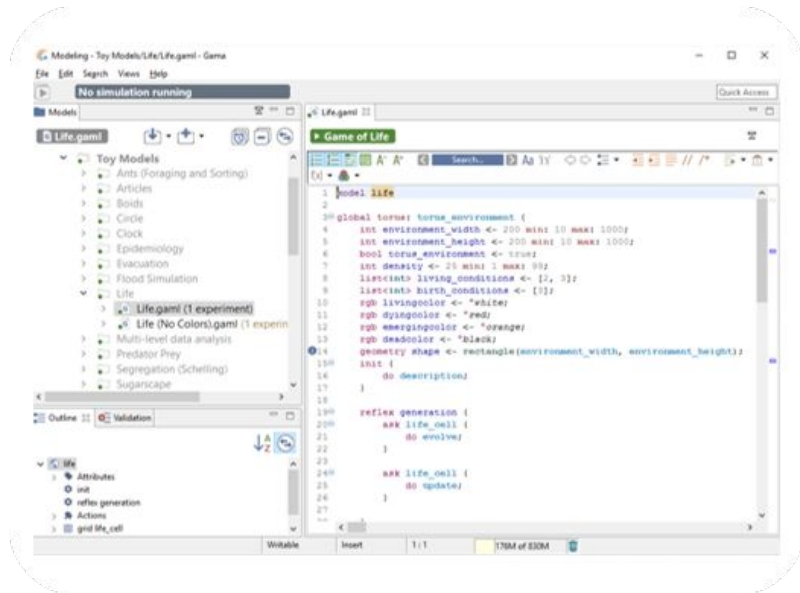 Modeling - Toy Models/Life/Life.gaml - Gama
File Edit Search Views Help
No simulation running
Quick Access
Models
Life.gaml
Toy Models
Ants (Foraging and Sorting)
Articles
Boids
Circle
Clock
Epidemiology
Evacuation
Flood Simulation
Life
Life.gaml (1 experiment)
Life (No Colors).gaml (1 experin
Multi-level data analysis
Predator Prey
Segregation (Schelling)
Sugarscape
Outline
Validation
life
Attributes
init
reflex generation
Actions
grid life_cell
Life.gaml
Game of Life
Search...
1 model life
2
3 global torus: torus_environment {
4 int environment_width <- 200 min: 10 max: 1000;
5 int environment_height <- 200 min: 10 max: 1000;
6 bool torus_environment <- true;
7 int density <- 25 min: 1 max: 99;
8 list<int> living_conditions <- [2, 3];
9 list<int> birth_conditions <- [3];
10 rgb livingcolor <- °white;
11 rgb dyingcolor <- °red;
12 rgb emergingcolor <- °orange;
13 rgb deadcolor <- °black;
14 geometry shape <- rectangle(environment_width, environment_height);
15 init {
16 do description;
17 }
18
19 reflex generation {
20 ask life_cell {
21 do evolve;
22 }
23
24 ask life_cell {
25 do update;
26 }
27
Writable Insert 1 : 1 176M of 830M